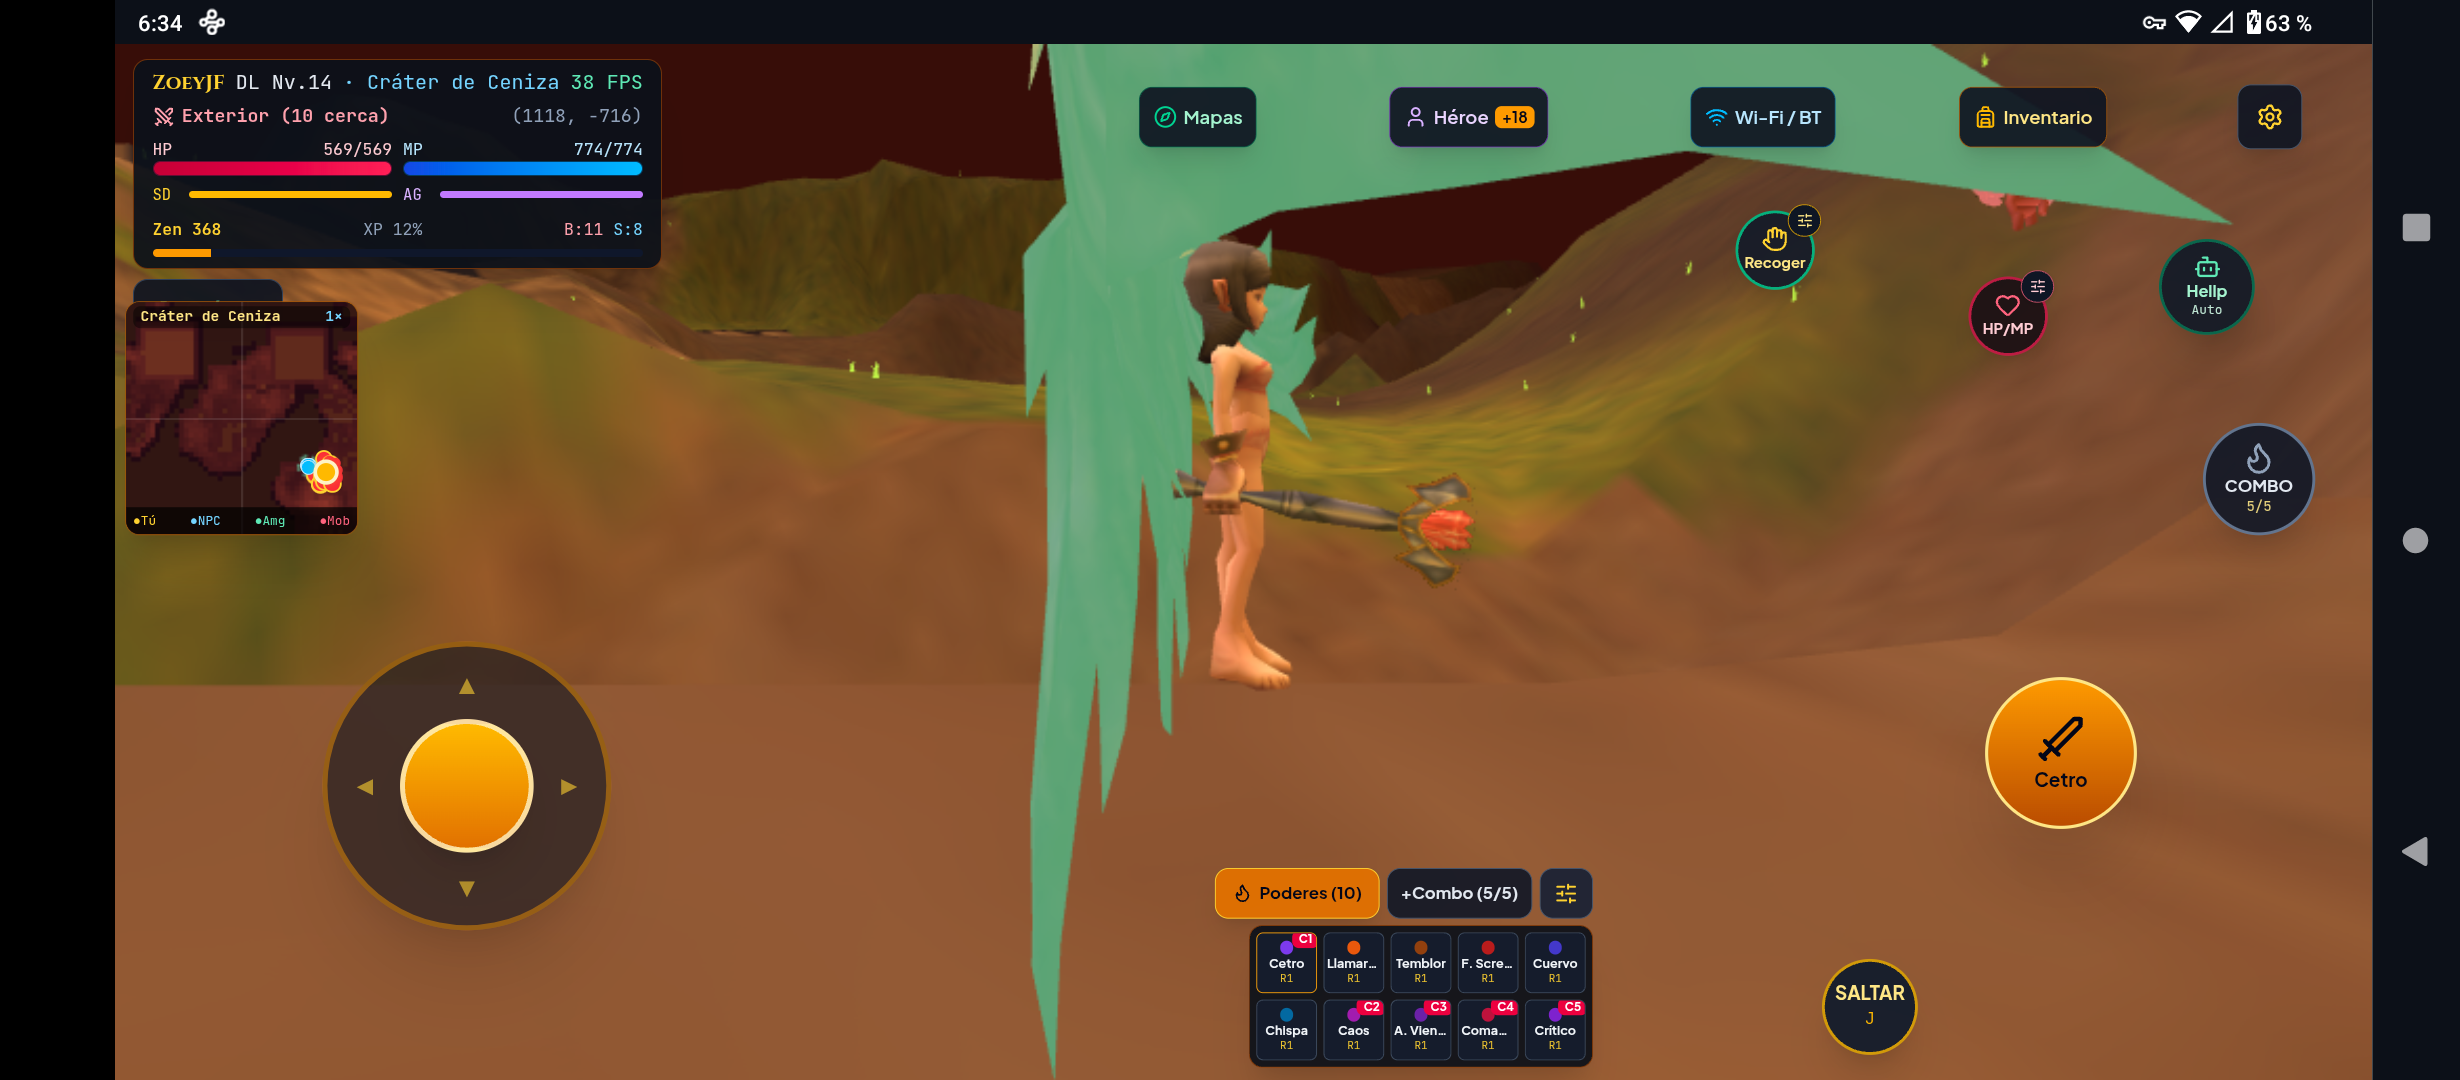 6:34
63 %
ZOEYJF DL Nv.14 · Cráter de Ceniza 38 FPS
Exterior (10 cerca) (1118, -716)
HP 569/569 MP 774/774
SD AG
Zen 368 XP 12% B:11 S:8
Mapas
Héroe +18
Wi-Fi / BT
Inventario
Cráter de Ceniza 1×
Tú NPC Amg Mob
Recoger
HP/MP
Hellp
Auto
COMBO
5/5
Cetro
Poderes (10) +Combo (5/5)
C1
Cetro Llamar... Temblor F. Scre... Cuervo
R1 R1 R1 R1 R1
C2 C3 C4 C5
Chispa Caos A. Vien... Coma... Crítico
R1 R1 R1 R1 R1
SALTAR
J